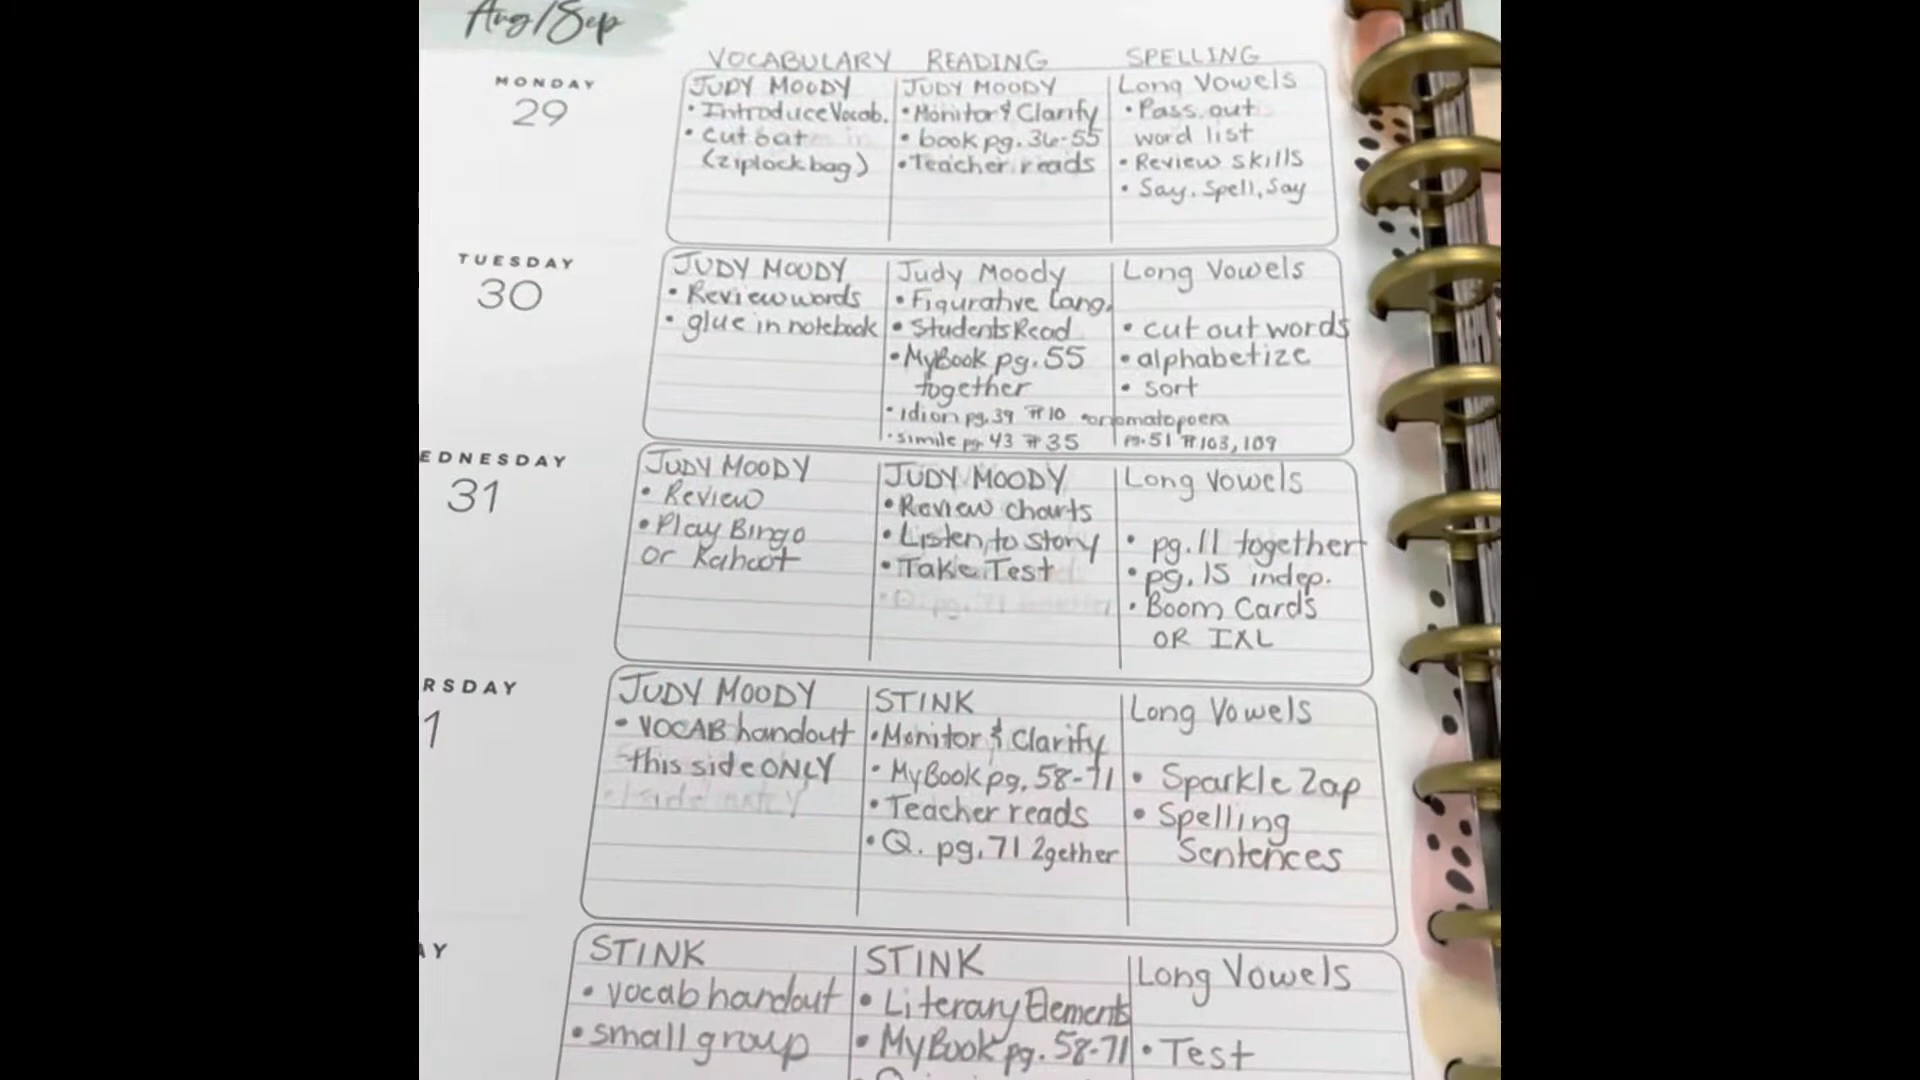 Aug/Sep
VOCABULARY READING SPELLING
MONDAY
29
JUDY MOODY
• Introduce Vocab.
• cut out
(ziplock bag)
JUDY MOODY
• Monitor & Clarify
• book pg. 36-55
• Teacher reads
Long Vowels
• Pass out
word list
• Review skills
• Say, Spell, Say
TUESDAY
30
JUDY MOODY
• Review words
• glue in notebook
Judy Moody
• Figurative Lang.
• Students Read
• MyBook pg. 55
together
• idiom pg. 39 #10 • onomatopoera
• simile pg. 43 #35 pg. 51 #103, 109
Long Vowels
• cut out words
• alphabetize
• sort
EDNESDAY
31
JUDY MOODY
• Review
• Play Bingo
or Kahoot
JUDY MOODY
• Review charts
• Listen to story
• Take Test
Long Vowels
• pg. 11 together
• pg. 15 indep.
• Boom Cards
OR IXL
RSDAY
1
JUDY MOODY
• VOCAB handout
this side ONLY
STINK
• Monitor & Clarify
• MyBook pg. 58-71
• Teacher reads
• Q. pg. 71 2gether
Long Vowels
• Sparkle Zap
• Spelling
Sentences
AY
STINK
• vocab handout
• small group
STINK
• Literary Elements
• MyBook pg. 58-71
Long Vowels
• Test